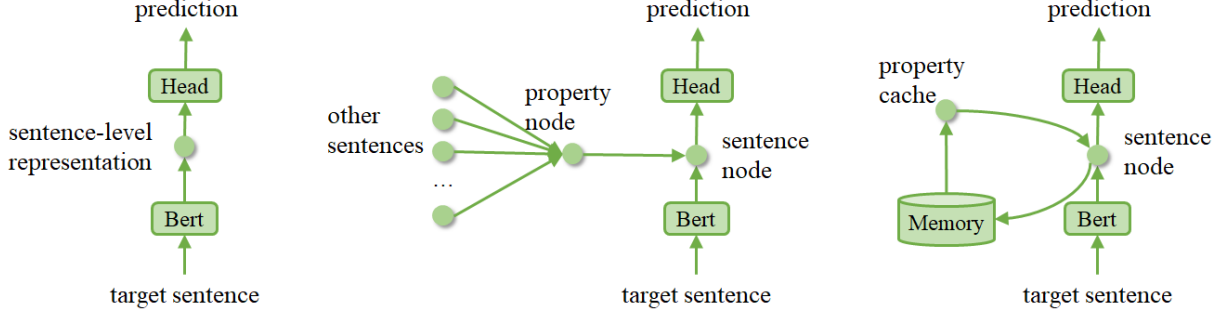 prediction
Head
sentence-level
representation
Bert
target sentence
prediction
Head
other
sentences
...
property
node
sentence
node
Bert
target sentence
prediction
Head
property
cache
sentence
node
Memory
Bert
target sentence